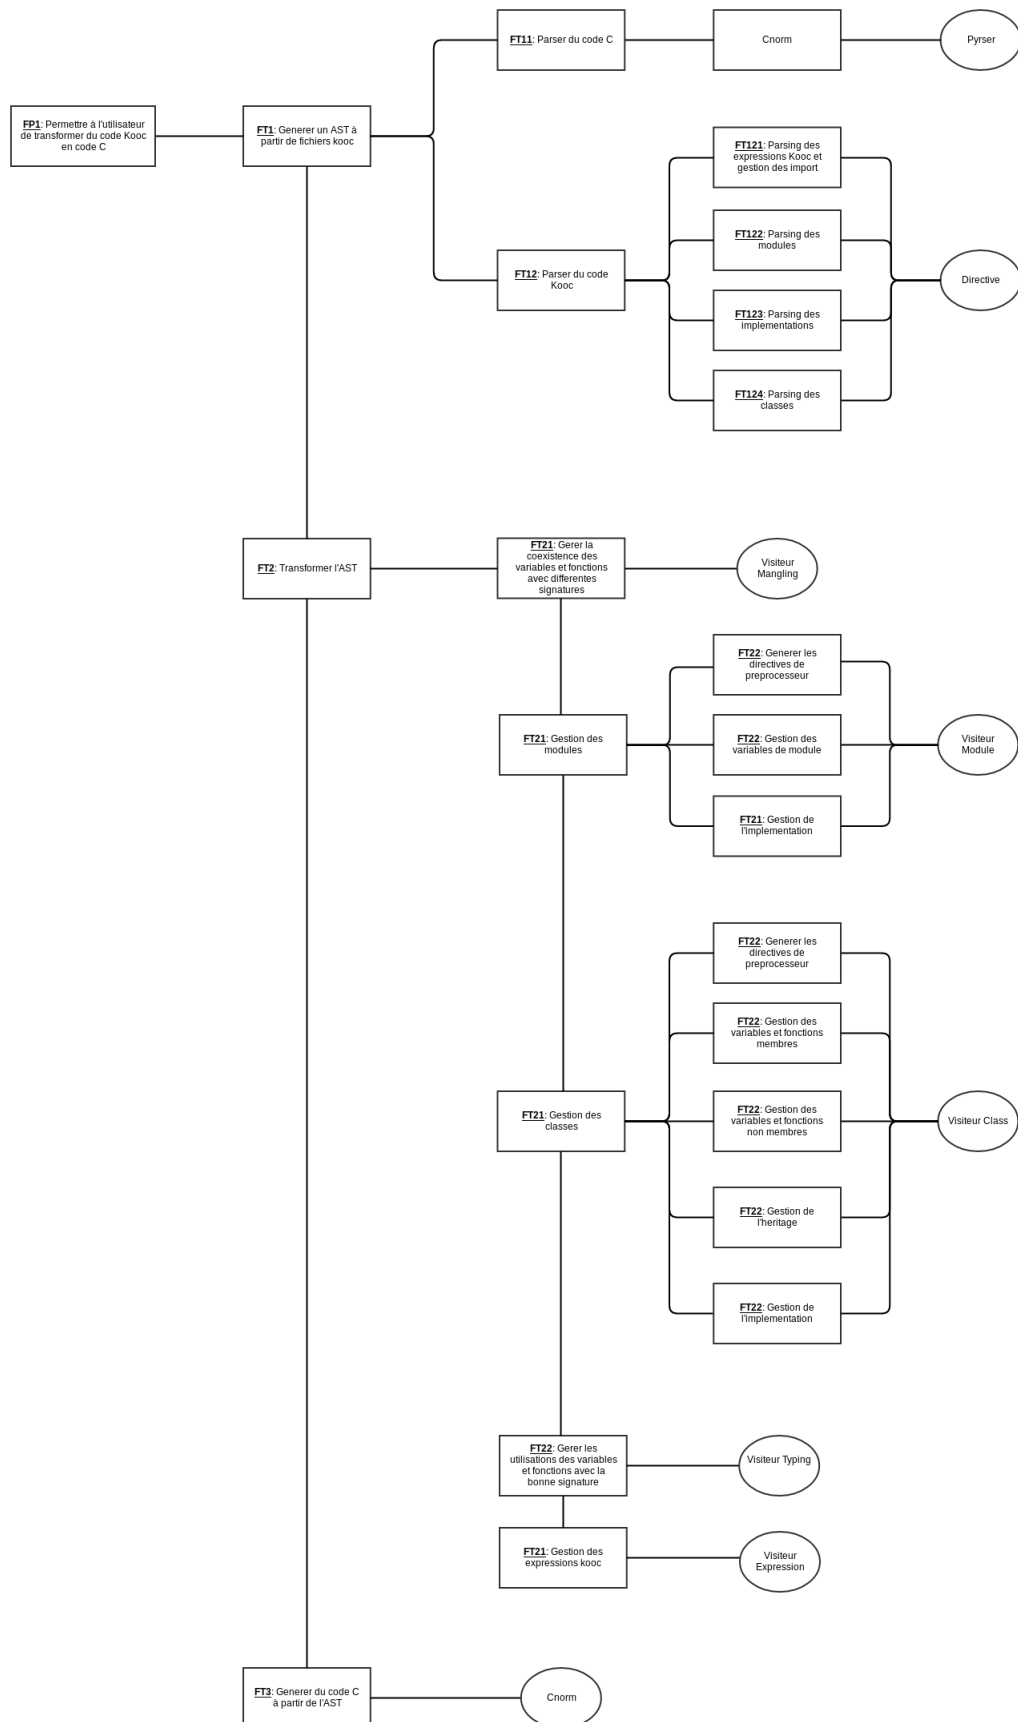 FT11: Parser du code C
Cnorm
Pyrser
FP1: Permettre à l'utilisateur
de transformer du code Kooc
en code C
FT1: Generer un AST à
partir de fichiers kooc
FT121: Parsing des
expressions Kooc et
gestion des import
FT122: Parsing des
modules
FT12: Parser du code
Kooc
Directive
FT123: Parsing des
implementations
FT124: Parsing des
classes
FT2: Transformer l'AST
FT21: Gerer la
coexistence des
variables et fonctions
avec differentes
signatures
Visiteur
Mangling
FT22: Generer les
directives de
preprocesseur
FT21: Gestion des
modules
FT22: Gestion des
variables de module
Visiteur
Module
FT21: Gestion de
l'implementation
FT22: Generer les
directives de
preprocesseur
FT22: Gestion des
variables et fonctions
membres
FT21: Gestion des
classes
FT22: Gestion des
variables et fonctions
non membres
Visiteur Class
FT22: Gestion de
l'heritage
FT22: Gestion de
l'implementation
FT22: Gerer les
utilisations des variables
et fonctions avec la
bonne signature
Visiteur Typing
FT21: Gestion des
expressions kooc
Visiteur
Expression
FT3: Generer du code C
à partir de l'AST
Cnorm